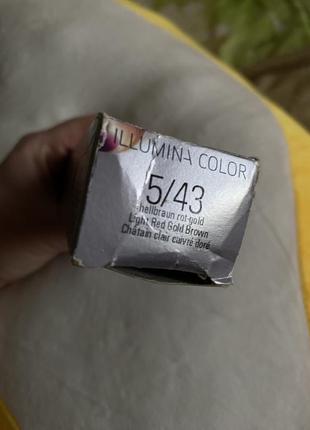 ILLUMINA COLOR
5/43
hellbraun rot-gold
Light Red Gold Brown
Châtain clair cuivré doré